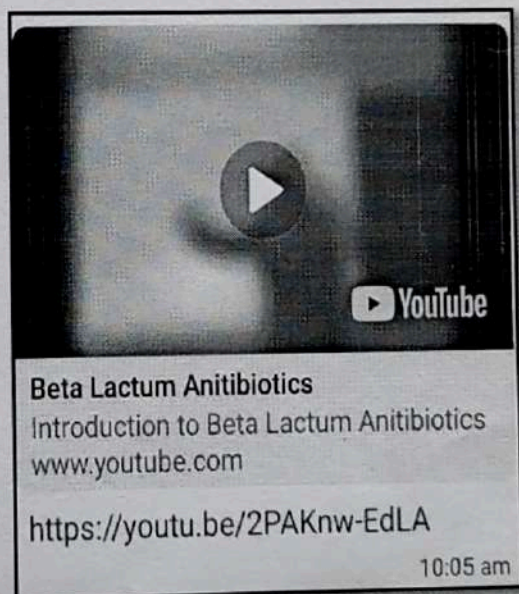 YouTube
Beta Lactum Anitibiotics
Introduction to Beta Lactum Anitibiotics
www.youtube.com
https://youtu.be/2PAKnw-EdLA
10:05 am